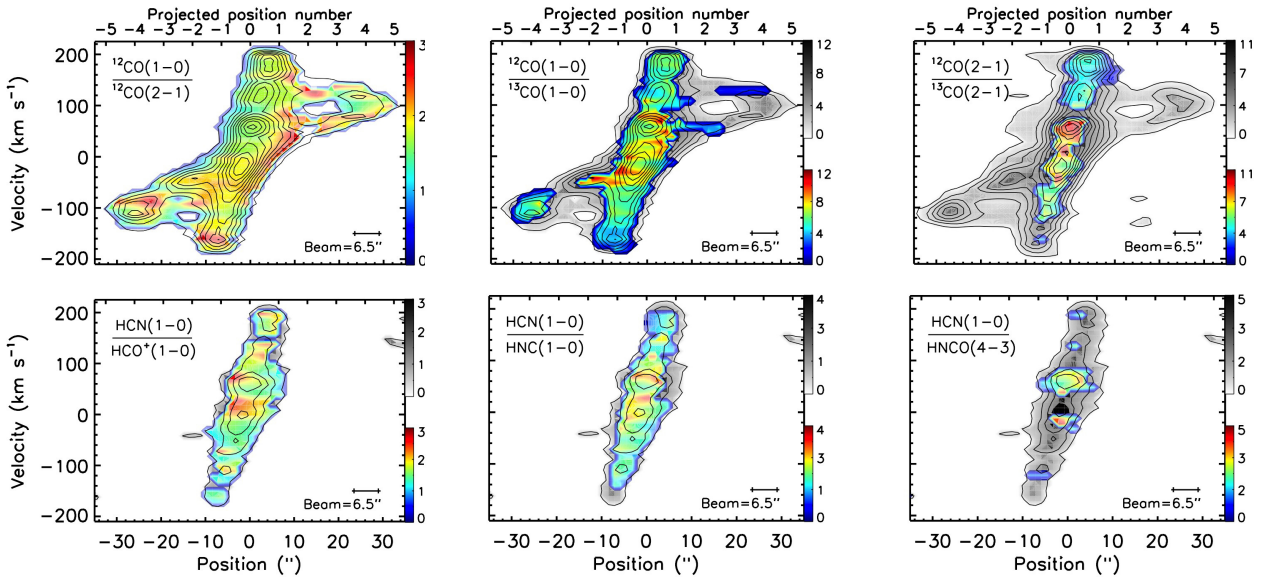 Projected position number Projected position number Projected position number
−5 −4 −3 −2 −1 0 1 2 3 4 5 −5 −4 −3 −2 −1 0 1 2 3 4 5 −5 −4 −3 −2 −1 0 1 2 3 4 5
Velocity (km s⁻¹)
200
100
0
−100
−200
¹²CO(1−0)
¹²CO(2−1)
Beam=6.5''
3
2
1
0
¹²CO(1−0)
¹³CO(1−0)
Beam=6.5''
12
8
4
0
12
8
4
0
¹²CO(2−1)
¹³CO(2−1)
Beam=6.5''
11
7
4
0
11
7
4
0
Velocity (km s⁻¹)
200
100
0
−100
−200
HCN(1−0)
HCO⁺(1−0)
Beam=6.5''
3
2
1
0
3
2
1
0
HCN(1−0)
HNC(1−0)
Beam=6.5''
4
3
1
0
4
3
1
0
HCN(1−0)
HNCO(4−3)
Beam=6.5''
5
3
2
0
5
3
2
0
−30 −20 −10 0 10 20 30 −30 −20 −10 0 10 20 30 −30 −20 −10 0 10 20 30
Position ('') Position ('') Position ('')